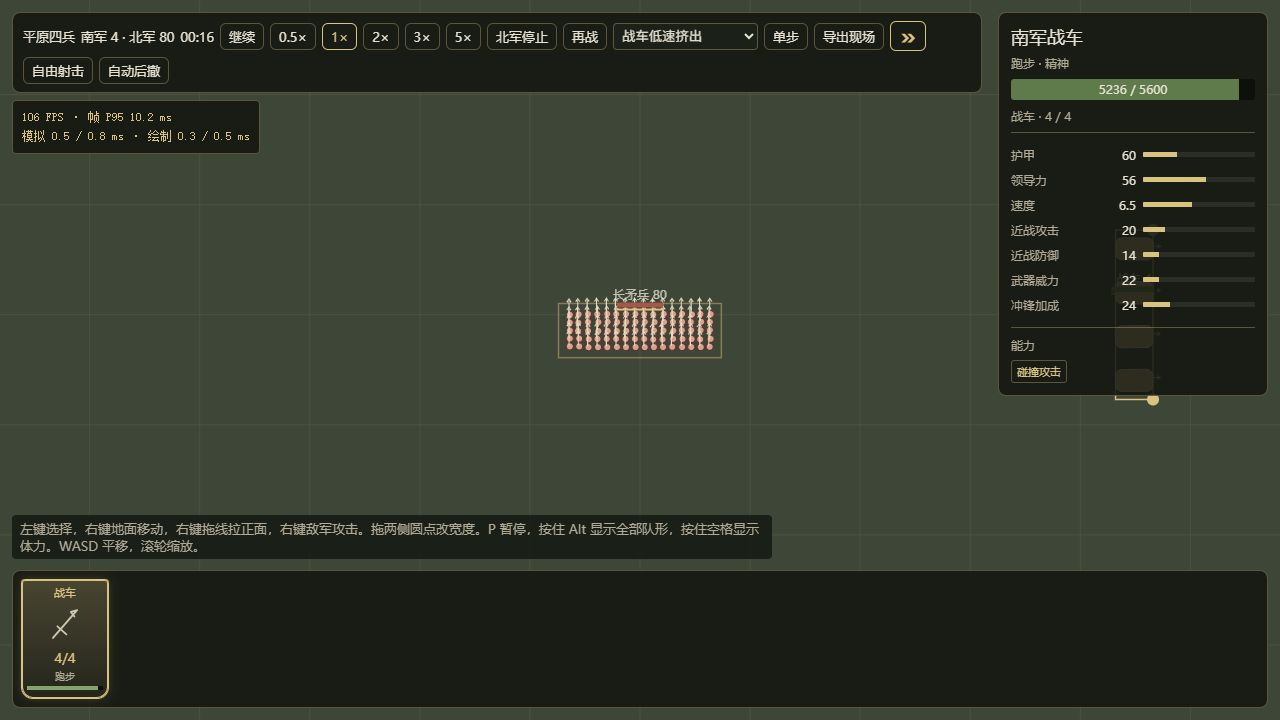 平原四兵 南军 4 · 北军 80 00:16 继续 0.5× 1× 2× 3× 5× 北军停止 再战 战车低速挤出 单步 导出现场 »
自由射击 自动后撤
106 FPS · 帧 P95 10.2 ms
模拟 0.5 / 0.8 ms · 绘制 0.3 / 0.5 ms
南军战车
跑步 · 精神
5236 / 5600
战车 · 4 / 4
护甲 60
领导力 56
速度 6.5
近战攻击 20
近战防御 14
武器威力 22
冲锋加成 24
能力
碰撞攻击
长矛兵 80
左键选择，右键地面移动，右键拖线拉正面，右键敌军攻击。拖两侧圆点改宽度。P 暂停，按住 Alt 显示全部队形，按住空格显示
体力。WASD 平移，滚轮缩放。
战车
4/4
跑步